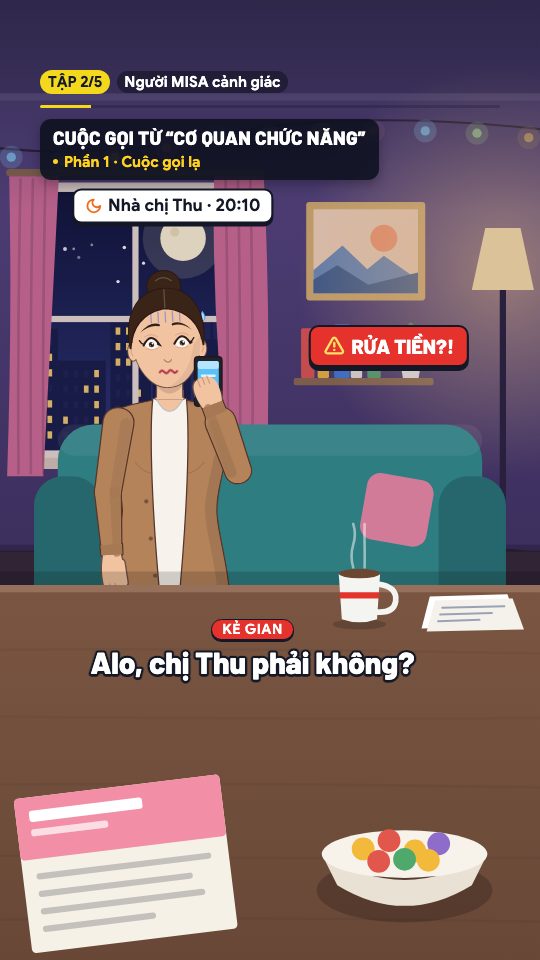 TẬP 2/5 Người MISA cảnh giác
CUỘC GỌI TỪ “CƠ QUAN CHỨC NĂNG”
• Phần 1 · Cuộc gọi lạ
Nhà chị Thu · 20:10
RỬA TIỀN?!
KẺ GIAN
Alo, chị Thu phải không?